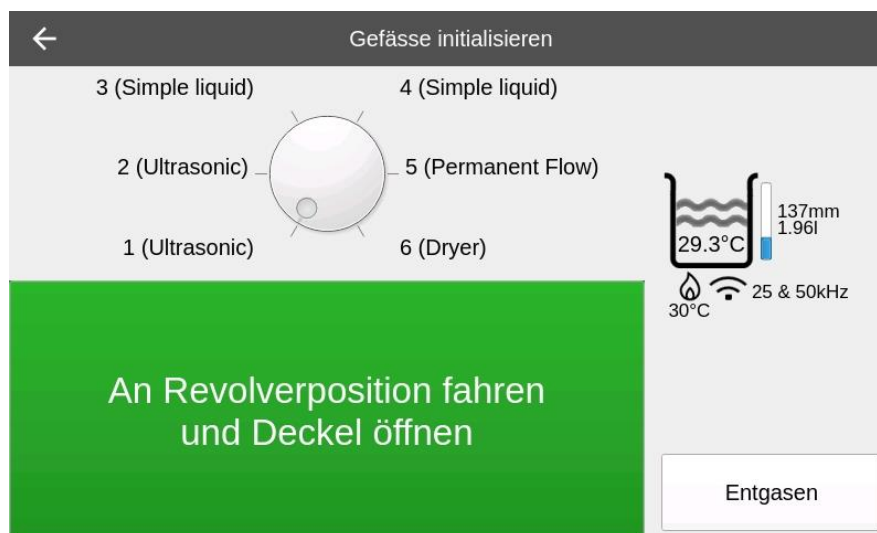 Gefässe initialisieren
3 (Simple liquid)
4 (Simple liquid)
2 (Ultrasonic)
5 (Permanent Flow)
1 (Ultrasonic)
6 (Dryer)
137mm
1.96l
29.3°C
25 & 50kHz
30°C
An Revolverposition fahren
und Deckel öffnen
Entgasen